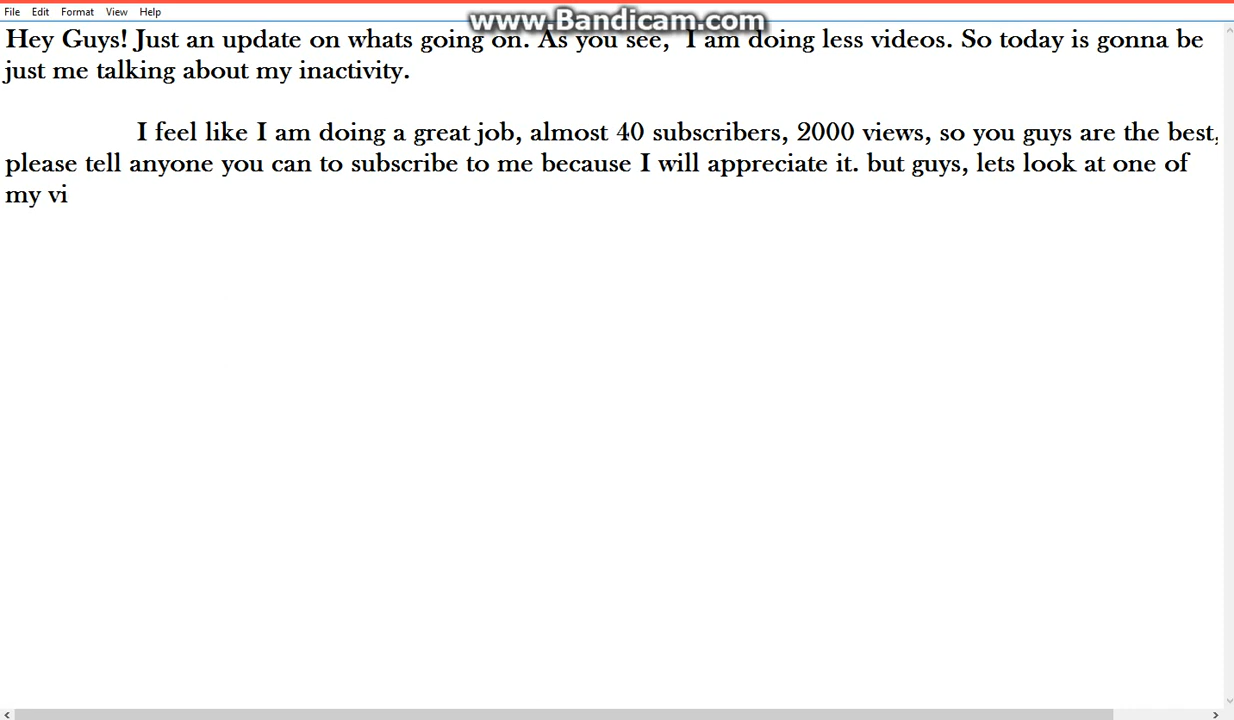 File Edit Format View Help
www.Bandicam.com
Hey Guys! Just an update on whats going on. As you see,  I am doing less videos. So today is gonna be
just me talking about my inactivity.
I feel like I am doing a great job, almost 40 subscribers, 2000 views, so you guys are the best,
please tell anyone you can to subscribe to me because I will appreciate it. but guys, lets look at one of
my vi